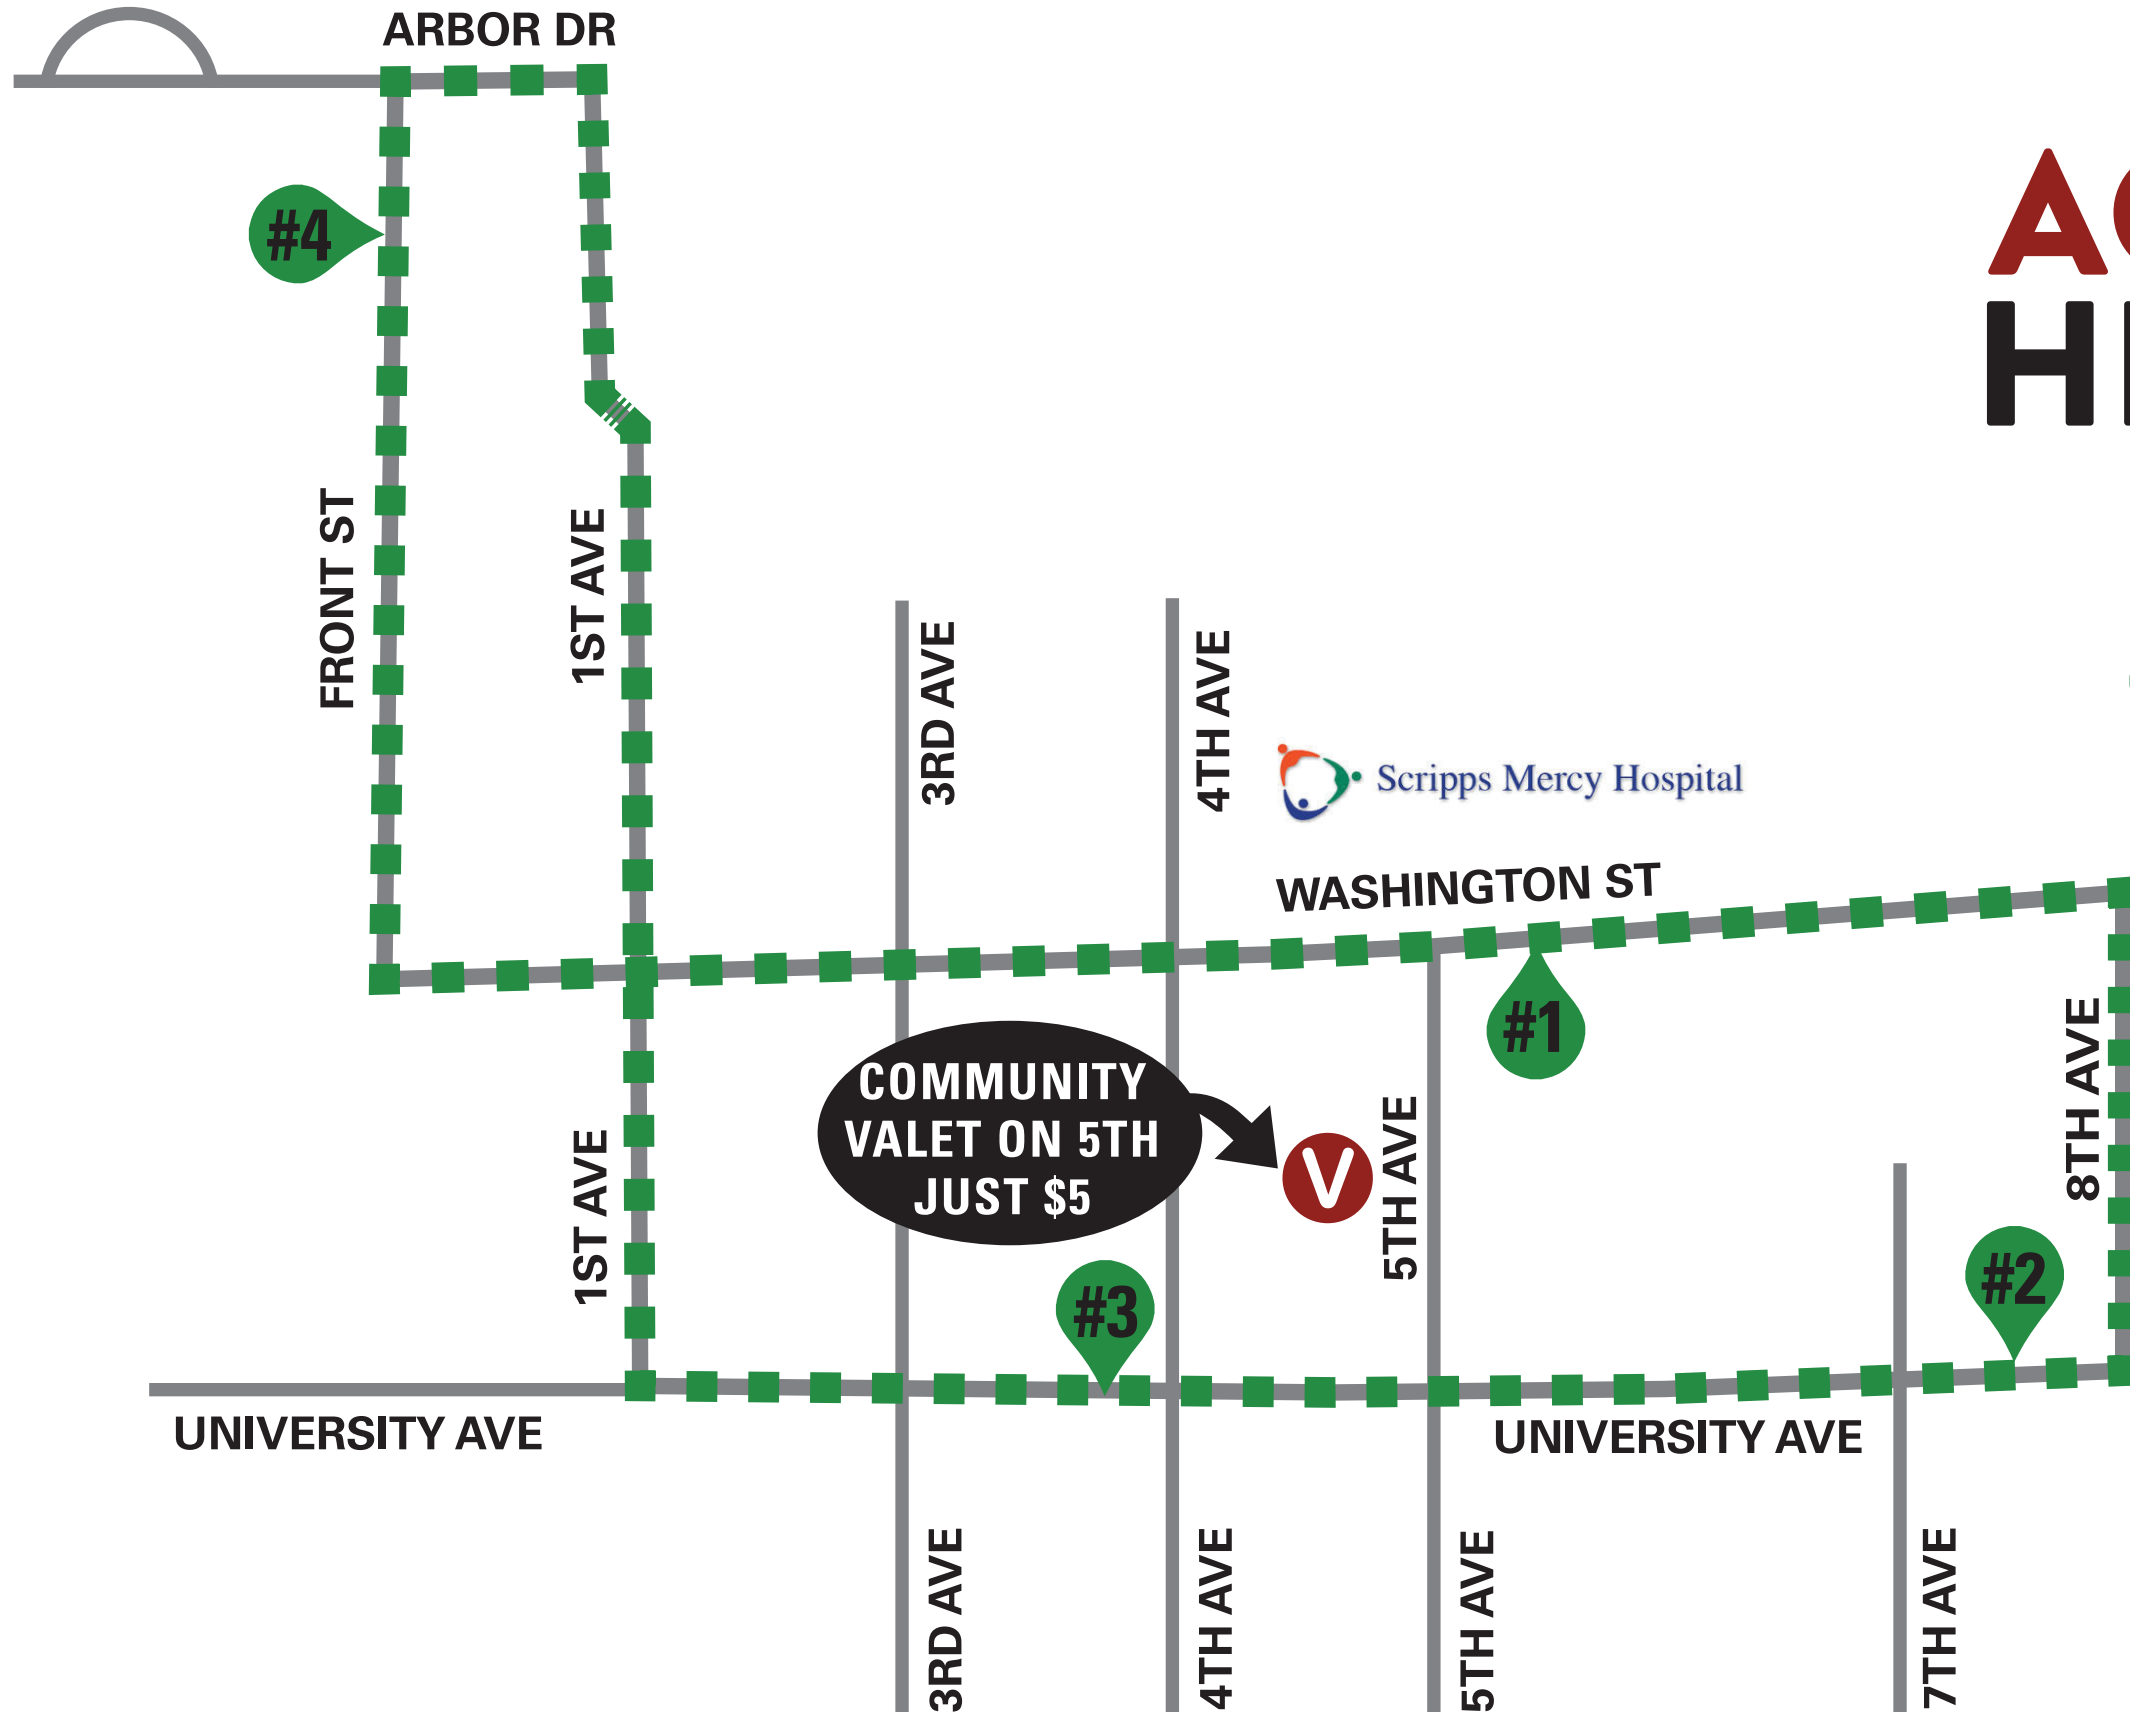 ARBOR DR
#4
FRONT ST
1ST AVE
3RD AVE
4TH AVE
Scripps Mercy Hospital
WASHINGTON ST
#1
COMMUNITY
VALET ON 5TH
JUST $5
V
5TH AVE
8TH AVE
1ST AVE
#3
#2
UNIVERSITY AVE
UNIVERSITY AVE
3RD AVE
4TH AVE
5TH AVE
7TH AVE